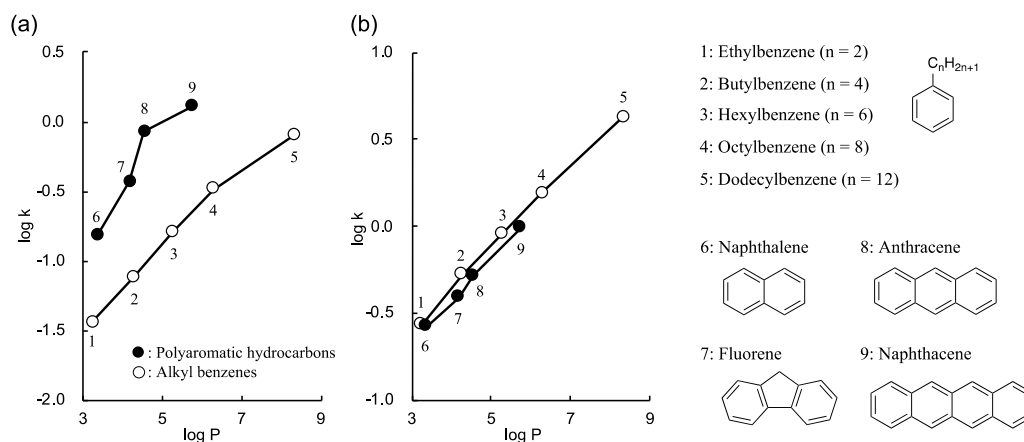 (a)
0.5
0.0
-0.5
-1.0
-1.5
-2.0
log k
3
5
7
9
log P
1
2
3
4
5
6
7
8
9
●: Polyaromatic hydrocarbons
○: Alkyl benzenes
(b)
1.0
0.5
0.0
-0.5
-1.0
log k
3
5
7
9
log P
1
2
3
4
5
6
7
8
9
1: Ethylbenzene (n = 2)
2: Butylbenzene (n = 4)
3: Hexylbenzene (n = 6)
4: Octylbenzene (n = 8)
5: Dodecylbenzene (n = 12)
CnH2n+1
6: Naphthalene
8: Anthracene
7: Fluorene
9: Naphthacene